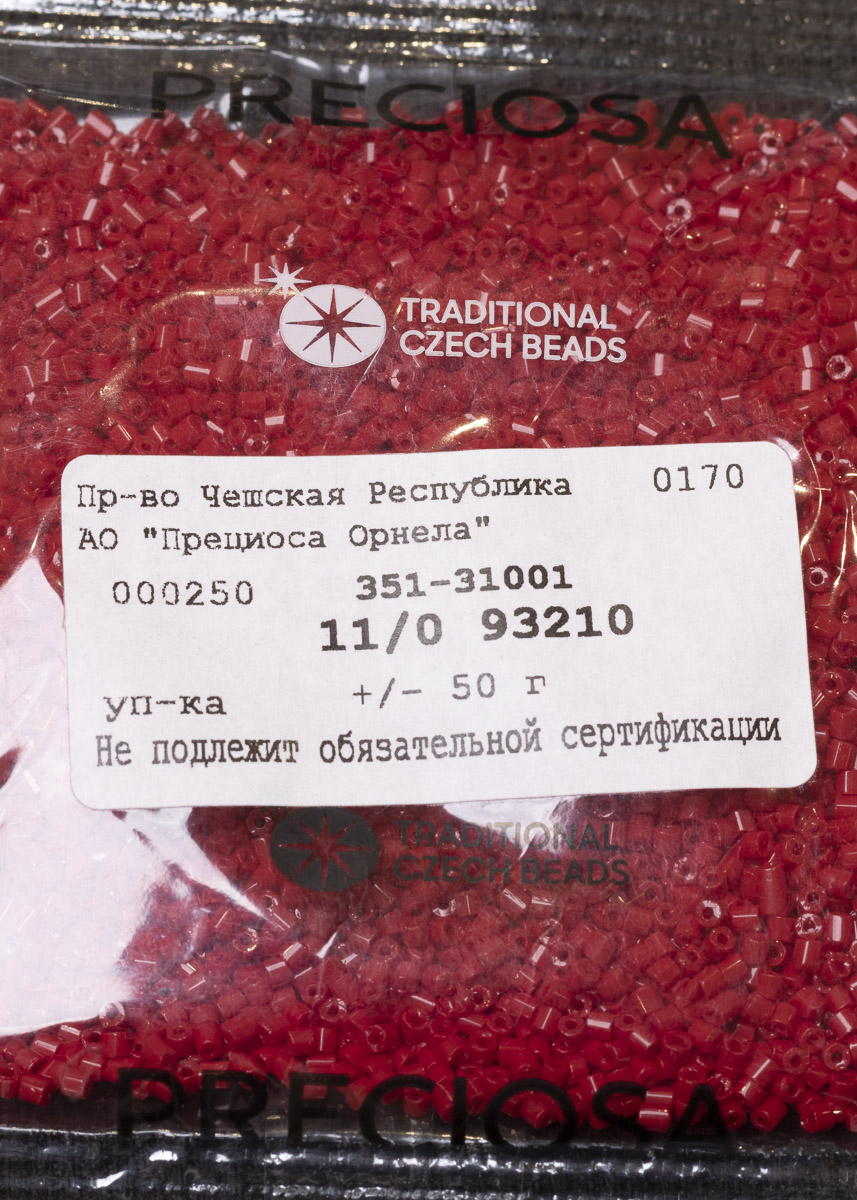 PRECIOSA
TRADITIONAL
CZECH BEADS
Пр-во Чешская Республика 0170
АО "Прециоса Орнела"
000250 351-31001
11/0 93210
уп-ка +/- 50 г
Не подлежит обязательной сертификации
TRADITIONAL
CZECH BEADS
PRECIOSA